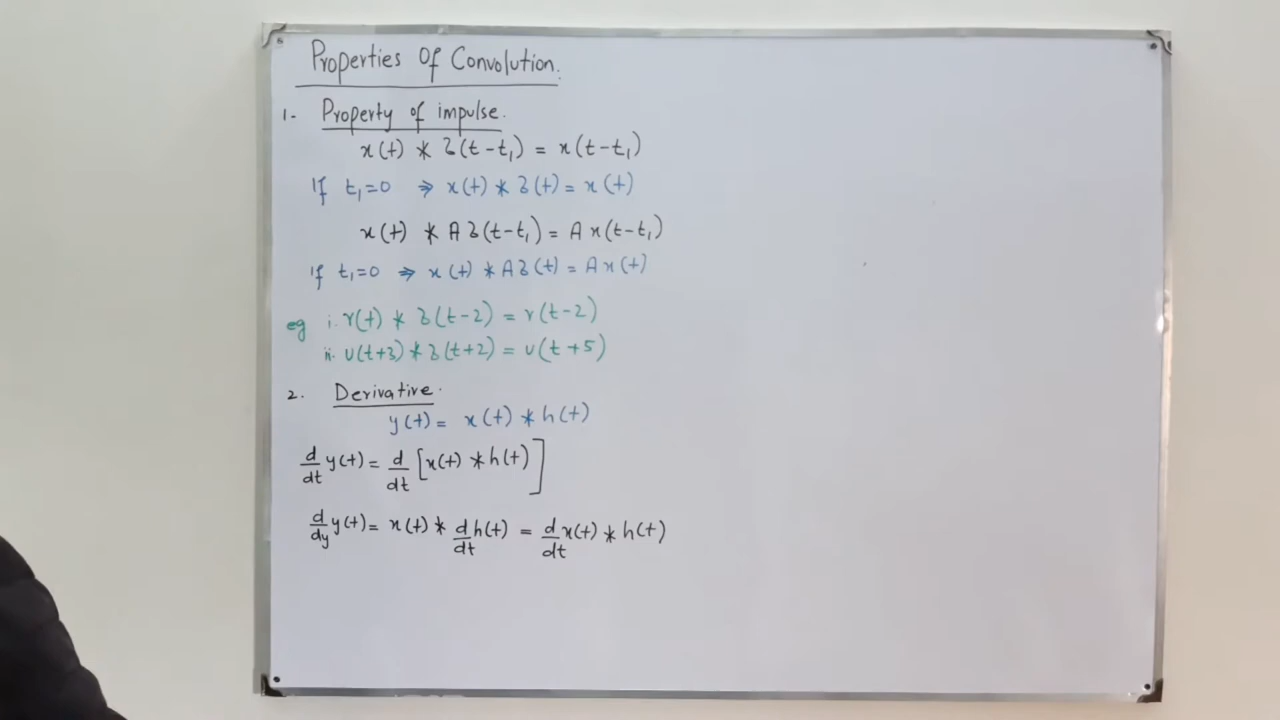 Properties Of Convolution.
1. Property of impulse.
x(t) * δ(t-t₁) = x(t-t₁)
If t₁=0 ⇒ x(t) * δ(t) = x(t)
x(t) * A δ(t-t₁) = A x(t-t₁)
If t₁=0 ⇒ x(t) * A δ(t) = A x(t)
eg i. r(t) * δ(t-2) = r(t-2)
ii. u(t+3) * δ(t+2) = u(t+5)
2. Derivative.
y(t) = x(t) * h(t)
d/dt y(t) = d/dt [x(t) * h(t)]
d/dy y(t) = x(t) * d/dt h(t) = d/dt x(t) * h(t)